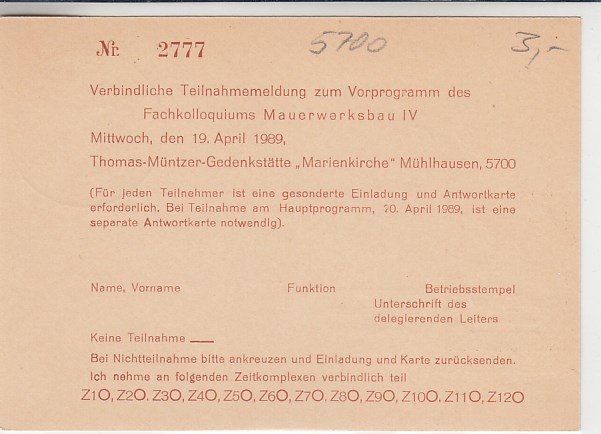 Nr. 2777 5700 3,-
Verbindliche Teilnahmemeldung zum Vorprogramm des
Fachkolloquiums Mauerwerksbau IV
Mittwoch, den 19. April 1989,
Thomas-Müntzer-Gedenkstätte „Marienkirche“ Mühlhausen, 5700
(Für jeden Teilnehmer ist eine gesonderte Einladung und Antwortkarte
erforderlich. Bei Teilnahme am Hauptprogramm, 20. April 1989, ist eine
separate Antwortkarte notwendig).
Name, Vorname Funktion Betriebsstempel
Unterschrift des
delegierenden Leiters
Keine Teilnahme ___
Bei Nichtteilnahme bitte ankreuzen und Einladung und Karte zurücksenden.
Ich nehme an folgenden Zeitkomplexen verbindlich teil
Z1O, Z2O. Z3O, Z4O, Z5O, Z6O, Z7O. Z8O, Z9O, Z10O. Z11O, Z12O